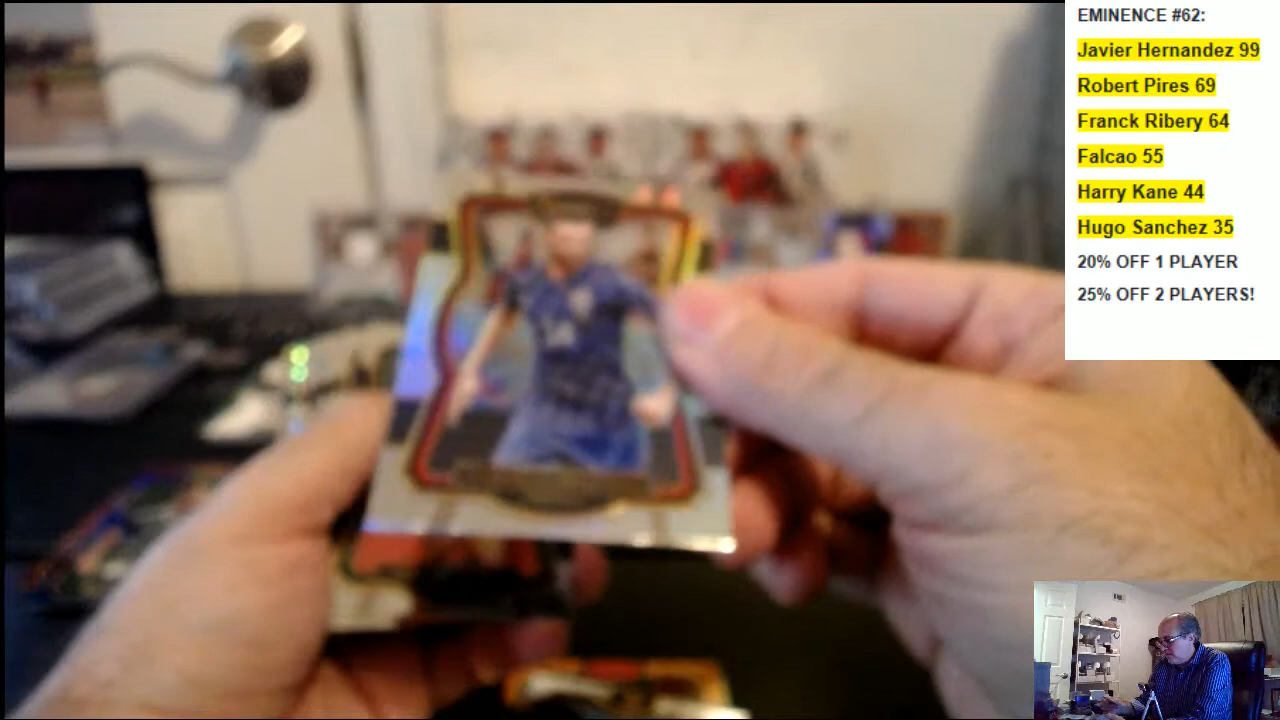 EMINENCE #62:
Javier Hernandez 99
Robert Pires 69
Franck Ribery 64
Falcao 55
Harry Kane 44
Hugo Sanchez 35
20% OFF 1 PLAYER
25% OFF 2 PLAYERS!